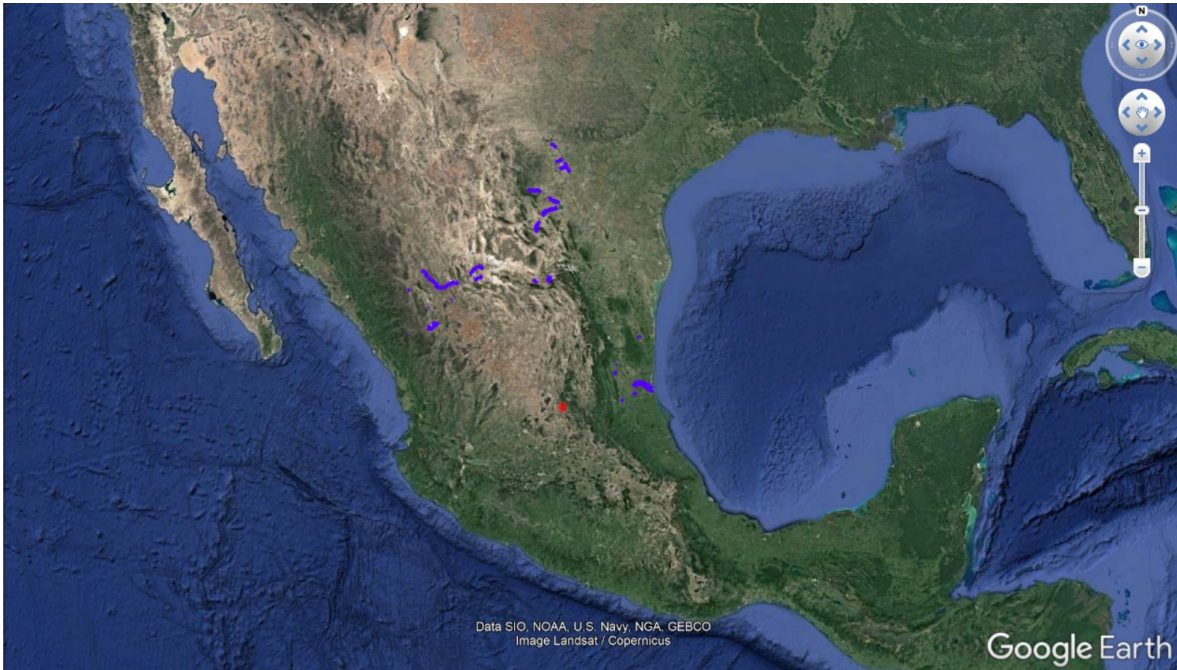 N
Data SIO, NOAA, U.S. Navy, NGA, GEBCO
Image Landsat / Copernicus
Google Earth